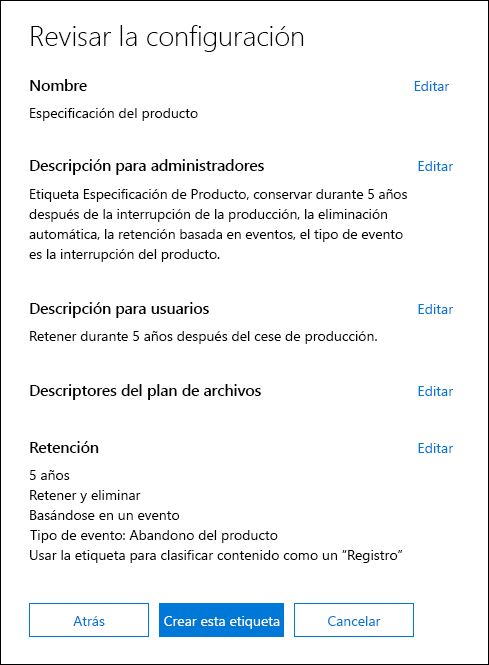 Revisar la configuración
Nombre Editar
Especificación del producto
Descripción para administradores Editar
Etiqueta Especificación de Producto, conservar durante 5 años
después de la interrupción de la producción, la eliminación
automática, la retención basada en eventos, el tipo de evento
es la interrupción del producto.
Descripción para usuarios Editar
Retener durante 5 años después del cese de producción.
Descriptores del plan de archivos Editar
Retención Editar
5 años
Retener y eliminar
Basándose en un evento
Tipo de evento: Abandono del producto
Usar la etiqueta para clasificar contenido como un “Registro”
Atrás Crear esta etiqueta Cancelar